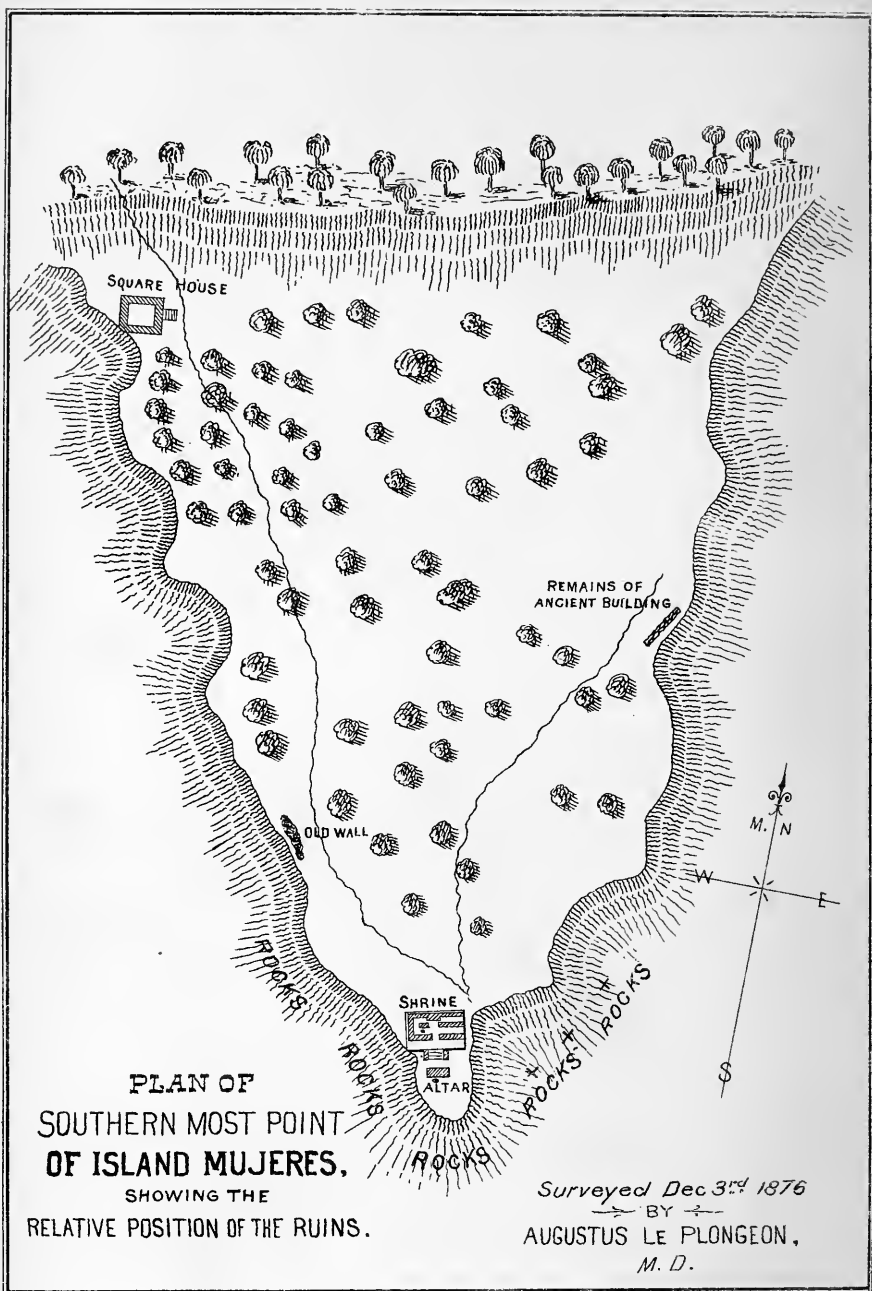 SQUARE HOUSE
REMAINS OF
ANCIENT BUILDING
OLD WALL
M. N
W
E
S
ROCKS
ROCKS
ROCKS
ROCKS
ROCKS
SHRINE
ALTAR
PLAN OF
SOUTHERN MOST POINT
OF ISLAND MUJERES,
SHOWING THE
RELATIVE POSITION OF THE RUINS.
Surveyed Dec 3rd. 1876
BY
AUGUSTUS LE PLONGEON,
M. D.